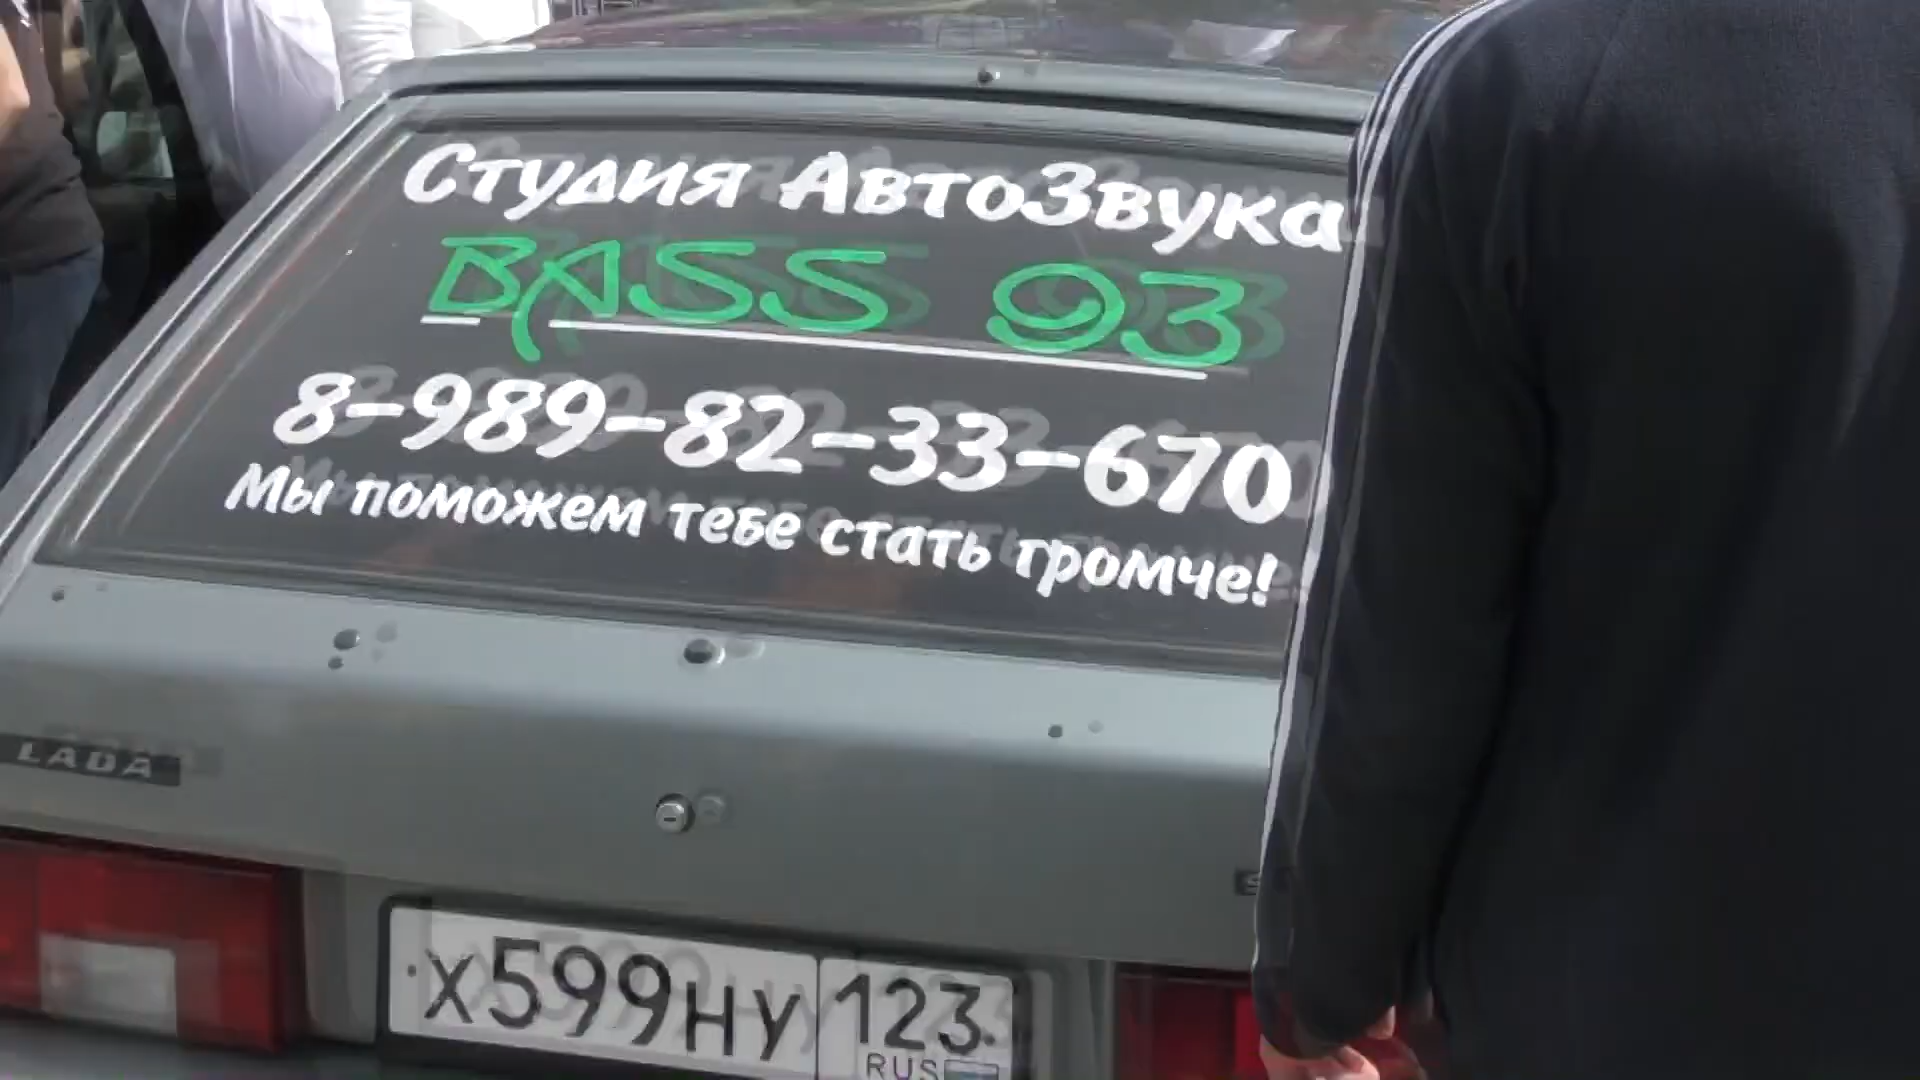 Студия АвтоЗвука
BASS 93
8-989-82-33-670
Мы поможем тебе стать громче!
LADA
х599ну 123
RUS